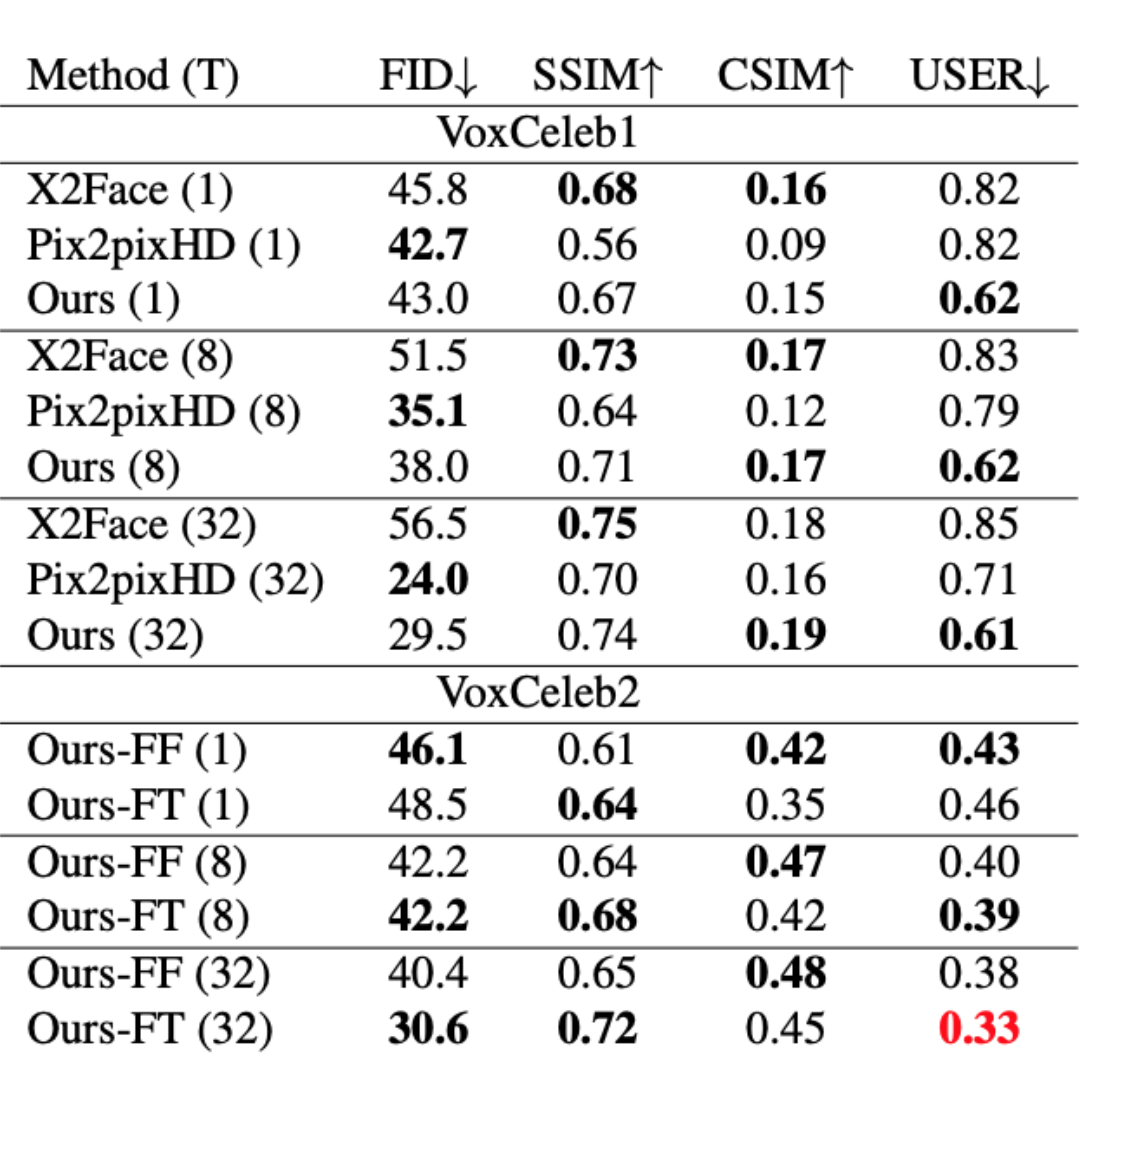 Method (T) FID↓ SSIM↑ CSIM↑ USER↓
VoxCeleb1
X2Face (1) 45.8 0.68 0.16 0.82
Pix2pixHD (1) 42.7 0.56 0.09 0.82
Ours (1) 43.0 0.67 0.15 0.62
X2Face (8) 51.5 0.73 0.17 0.83
Pix2pixHD (8) 35.1 0.64 0.12 0.79
Ours (8) 38.0 0.71 0.17 0.62
X2Face (32) 56.5 0.75 0.18 0.85
Pix2pixHD (32) 24.0 0.70 0.16 0.71
Ours (32) 29.5 0.74 0.19 0.61
VoxCeleb2
Ours-FF (1) 46.1 0.61 0.42 0.43
Ours-FT (1) 48.5 0.64 0.35 0.46
Ours-FF (8) 42.2 0.64 0.47 0.40
Ours-FT (8) 42.2 0.68 0.42 0.39
Ours-FF (32) 40.4 0.65 0.48 0.38
Ours-FT (32) 30.6 0.72 0.45 0.33